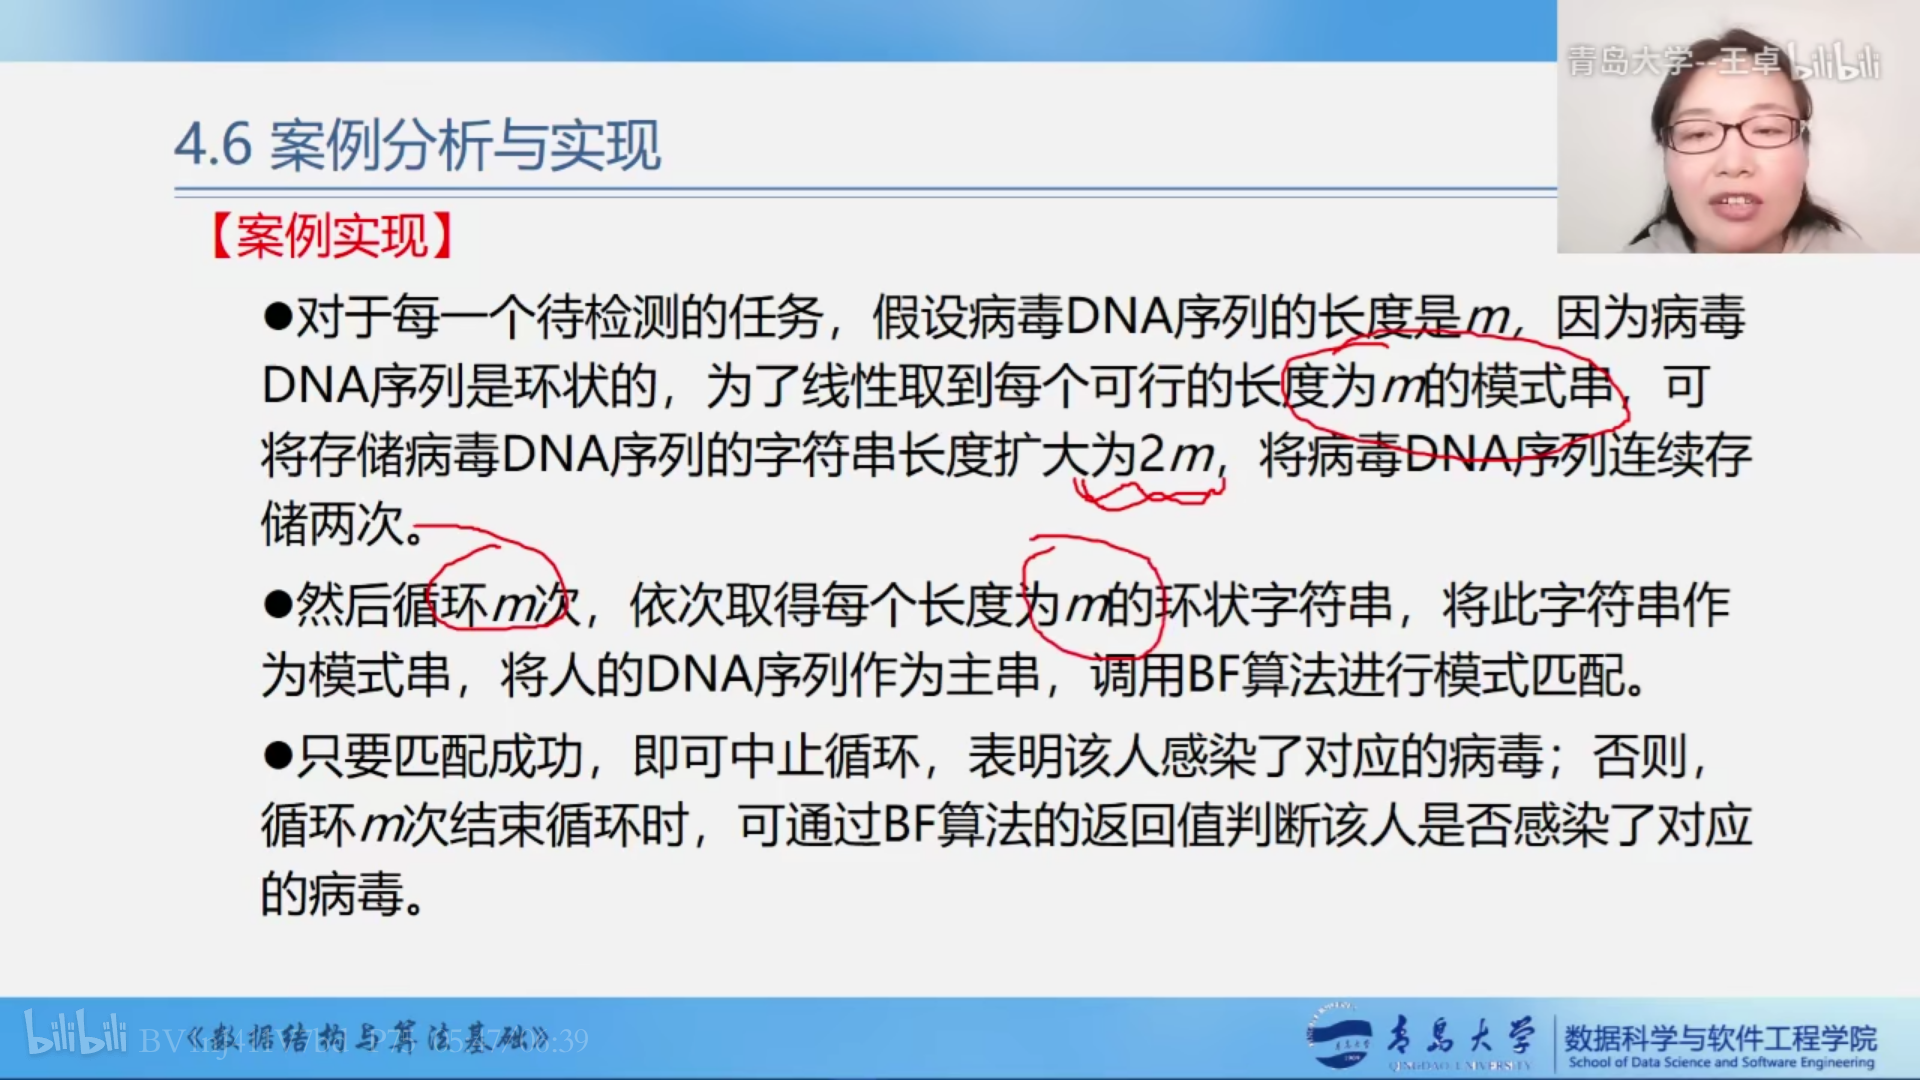 青岛大学--王卓 bilibili
4.6 案例分析与实现
【案例实现】
●对于每一个待检测的任务，假设病毒DNA序列的长度是m，因为病毒
DNA序列是环状的，为了线性取到每个可行的长度为m的模式串，可
将存储病毒DNA序列的字符串长度扩大为2m，将病毒DNA序列连续存
储两次。
●然后循环m次，依次取得每个长度为m的环状字符串，将此字符串作
为模式串，将人的DNA序列作为主串，调用BF算法进行模式匹配。
●只要匹配成功，即可中止循环，表明该人感染了对应的病毒；否则，
循环m次结束循环时，可通过BF算法的返回值判断该人是否感染了对应
的病毒。
bilibili
《数据结构与算法基础》
青岛大学
QINGDAO UNIVERSITY
数据科学与软件工程学院
School of Data Science and Software Engineering